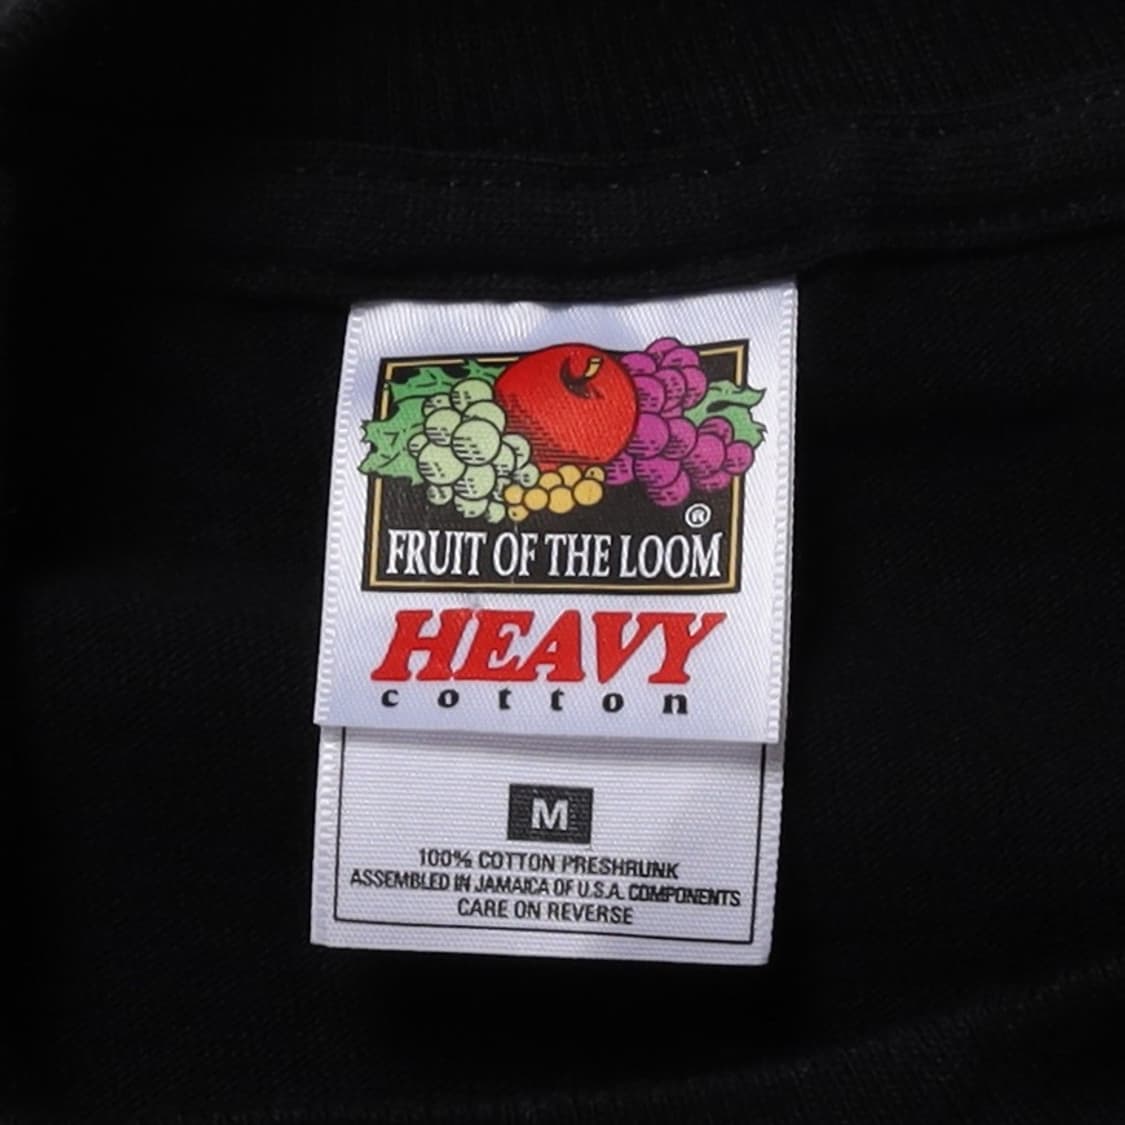 ®
FRUIT OF THE LOOM
HEAVY
cotton
M
100% COTTON PRESHRUNK
ASSEMBLED IN JAMAICA OF U.S.A. COMPONENTS
CARE ON REVERSE